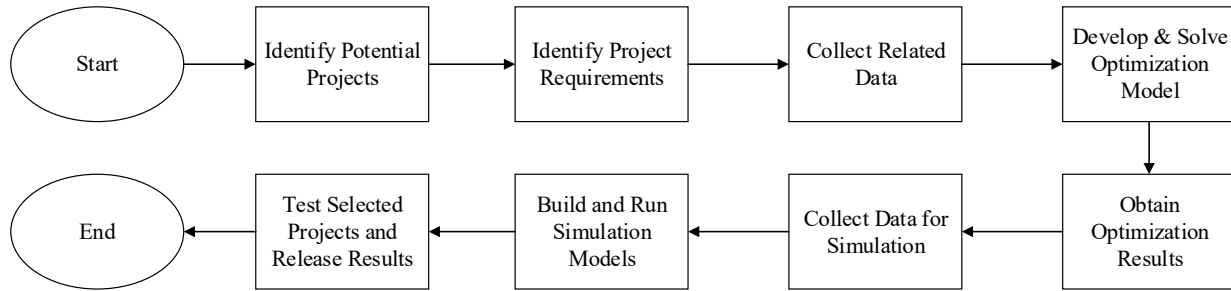 Start
Identify Potential
Projects
Identify Project
Requirements
Collect Related
Data
Develop & Solve
Optimization
Model
Obtain
Optimization
Results
Collect Data for
Simulation
Build and Run
Simulation
Models
Test Selected
Projects and
Release Results
End